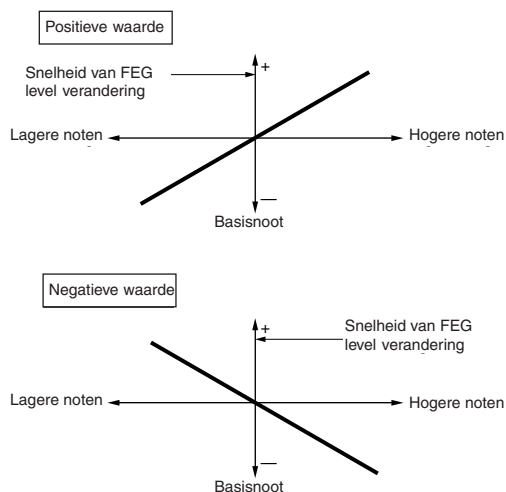 Positieve waarde
+
Snelheid van FEG
level verandering
Lagere noten
Hogere noten
—
Basisnoot
Negatieve waarde
+
Snelheid van FEG
level verandering
Lagere noten
Hogere noten
—
Basisnoot